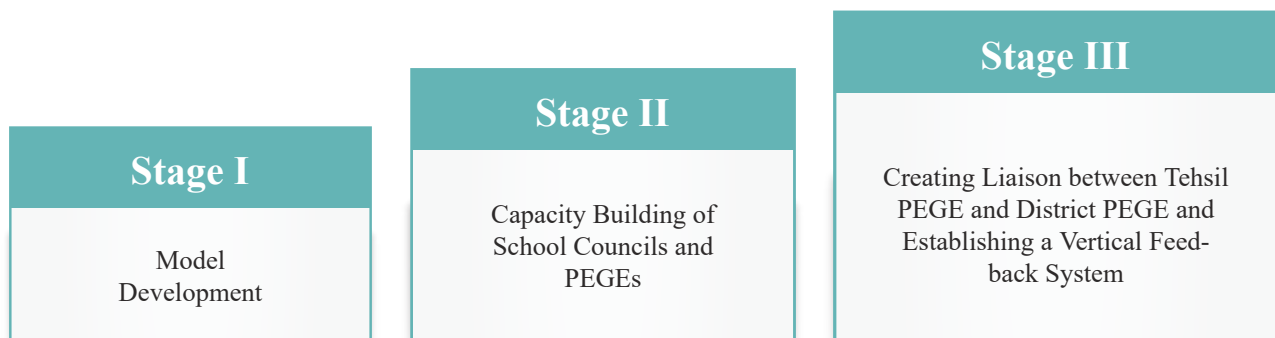 Stage I
Model
Development
Stage II
Capacity Building of
School Councils and
PEGEs
Stage III
Creating Liaison between Tehsil
PEGE and District PEGE and
Establishing a Vertical Feed-
back System